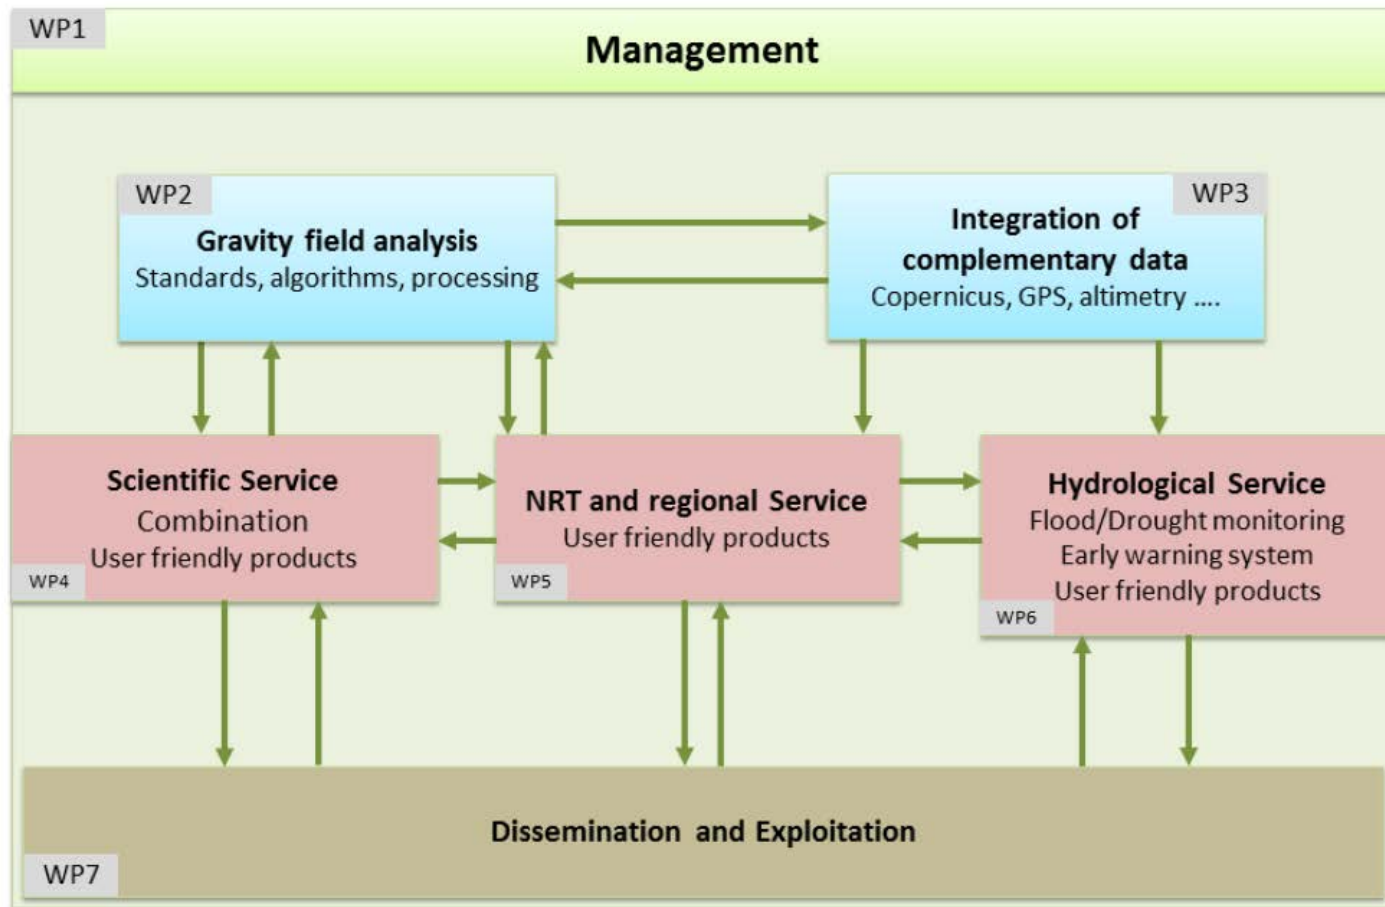 WP1
Management
WP2
Gravity field analysis
Standards, algorithms, processing
WP3
Integration of
complementary data
Copernicus, GPS, altimetry ....
Scientific Service
Combination
User friendly products
WP4
NRT and regional Service
User friendly products
WP5
Hydrological Service
Flood/Drought monitoring
Early warning system
User friendly products
WP6
Dissemination and Exploitation
WP7